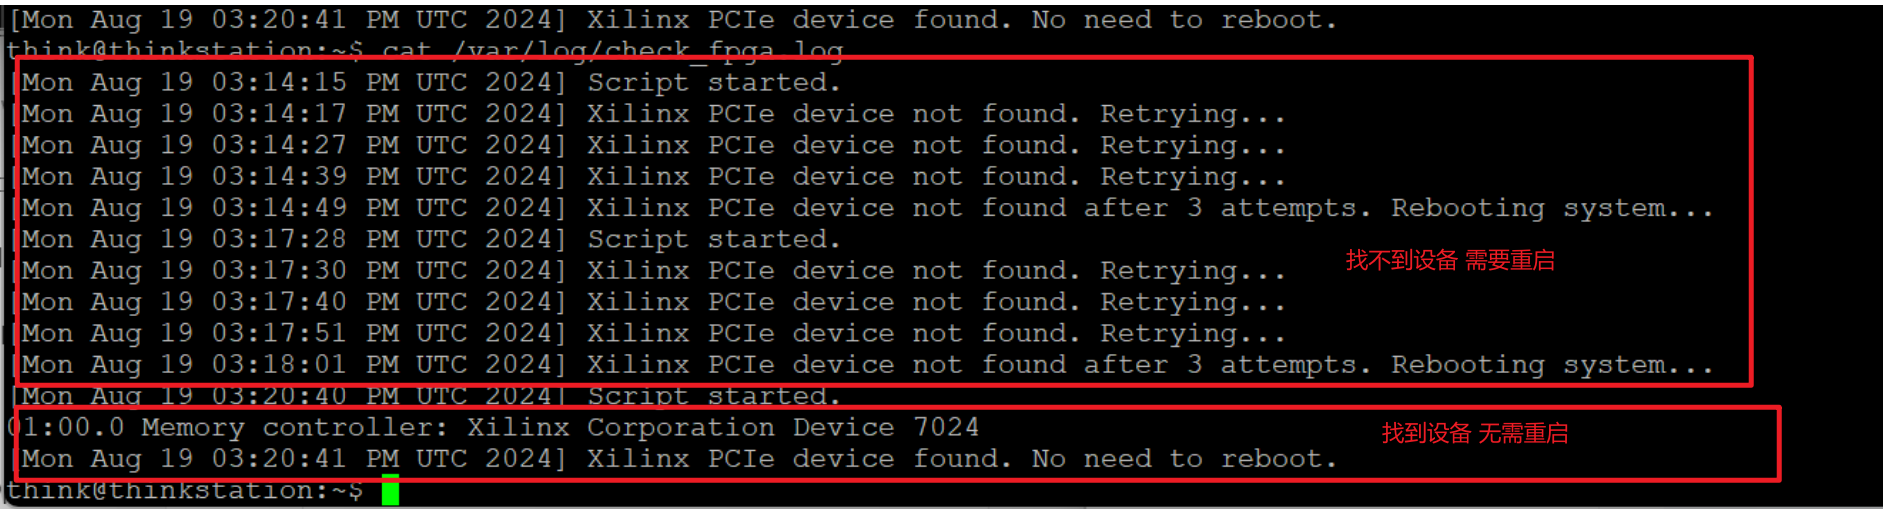 [Mon Aug 19 03:20:41 PM UTC 2024] Xilinx PCIe device found. No need to reboot.
think@thinkstation:~$ cat /var/log/check_fpga.log
[Mon Aug 19 03:14:15 PM UTC 2024] Script started.
[Mon Aug 19 03:14:17 PM UTC 2024] Xilinx PCIe device not found. Retrying...
[Mon Aug 19 03:14:27 PM UTC 2024] Xilinx PCIe device not found. Retrying...
[Mon Aug 19 03:14:39 PM UTC 2024] Xilinx PCIe device not found. Retrying...
[Mon Aug 19 03:14:49 PM UTC 2024] Xilinx PCIe device not found after 3 attempts. Rebooting system...
[Mon Aug 19 03:17:28 PM UTC 2024] Script started.
[Mon Aug 19 03:17:30 PM UTC 2024] Xilinx PCIe device not found. Retrying...
找不到设备 需要重启
[Mon Aug 19 03:17:40 PM UTC 2024] Xilinx PCIe device not found. Retrying...
[Mon Aug 19 03:17:51 PM UTC 2024] Xilinx PCIe device not found. Retrying...
[Mon Aug 19 03:18:01 PM UTC 2024] Xilinx PCIe device not found after 3 attempts. Rebooting system...
[Mon Aug 19 03:20:40 PM UTC 2024] Script started.
01:00.0 Memory controller: Xilinx Corporation Device 7024
找到设备 无需重启
[Mon Aug 19 03:20:41 PM UTC 2024] Xilinx PCIe device found. No need to reboot.
think@thinkstation:~$